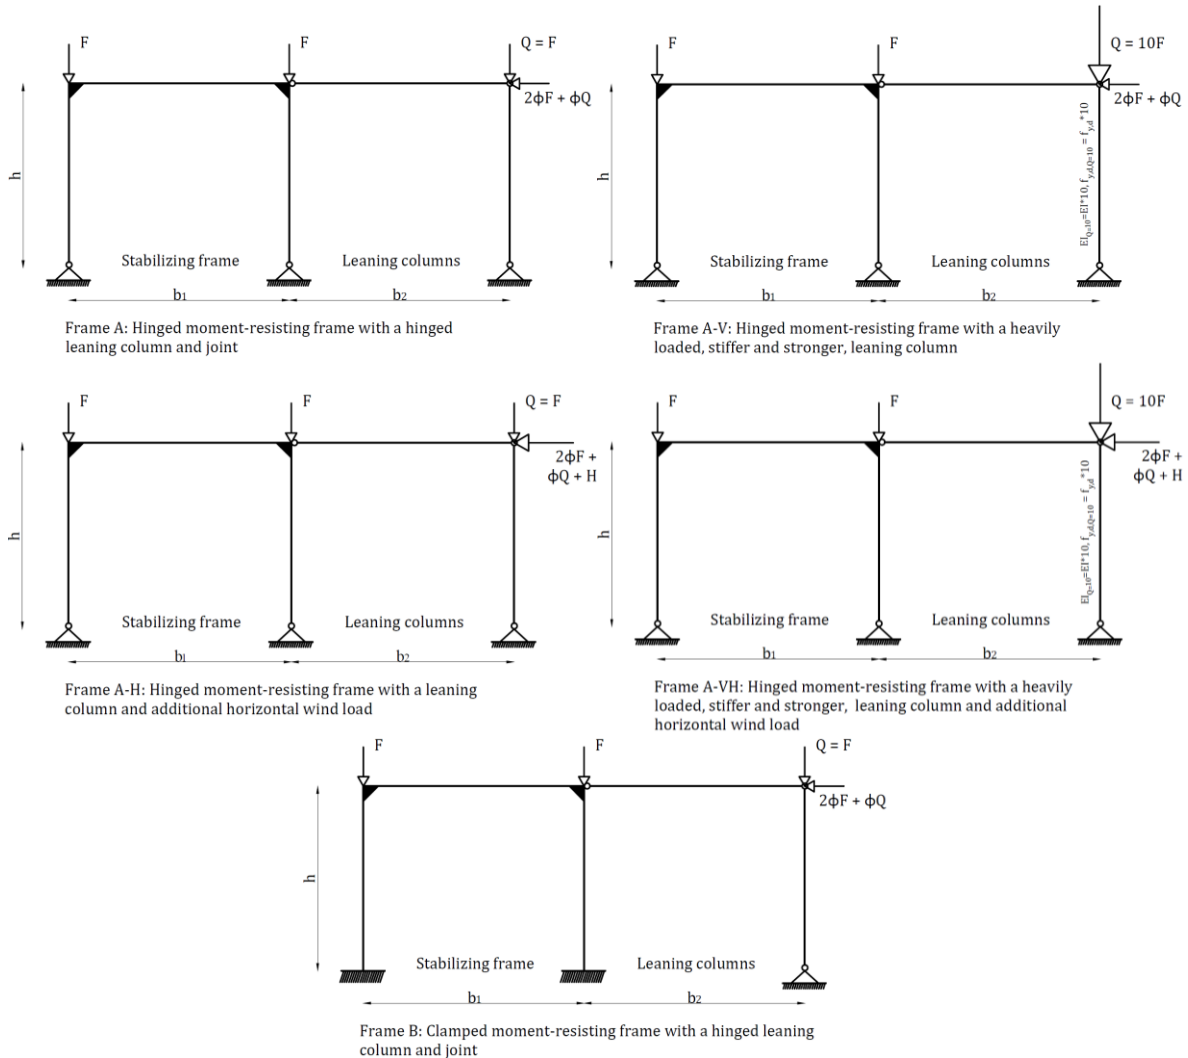 F
F
Q = F
2ϕF + ϕQ
h
Stabilizing frame
Leaning columns
b1
b2
Frame A: Hinged moment-resisting frame with a hinged
leaning column and joint
F
F
Q = 10F
2ϕF + ϕQ
h
EIQ=10=EI*10, fy,d,Q=10 = fy,d*10
Stabilizing frame
Leaning columns
b1
b2
Frame A-V: Hinged moment-resisting frame with a heavily
loaded, stiffer and stronger, leaning column
F
F
Q = F
2ϕF +
ϕQ + H
h
Stabilizing frame
Leaning columns
b1
b2
Frame A-H: Hinged moment-resisting frame with a leaning
column and additional horizontal wind load
F
F
Q = 10F
2ϕF +
ϕQ + H
h
EIQ=10=EI*10, fy,d,Q=10 = fy,d*10
Stabilizing frame
Leaning columns
b1
b2
Frame A-VH: Hinged moment-resisting frame with a heavily
loaded, stiffer and stronger, leaning column and additional
horizontal wind load
F
F
Q = F
2ϕF + ϕQ
h
Stabilizing frame
Leaning columns
b1
b2
Frame B: Clamped moment-resisting frame with a hinged leaning
column and joint